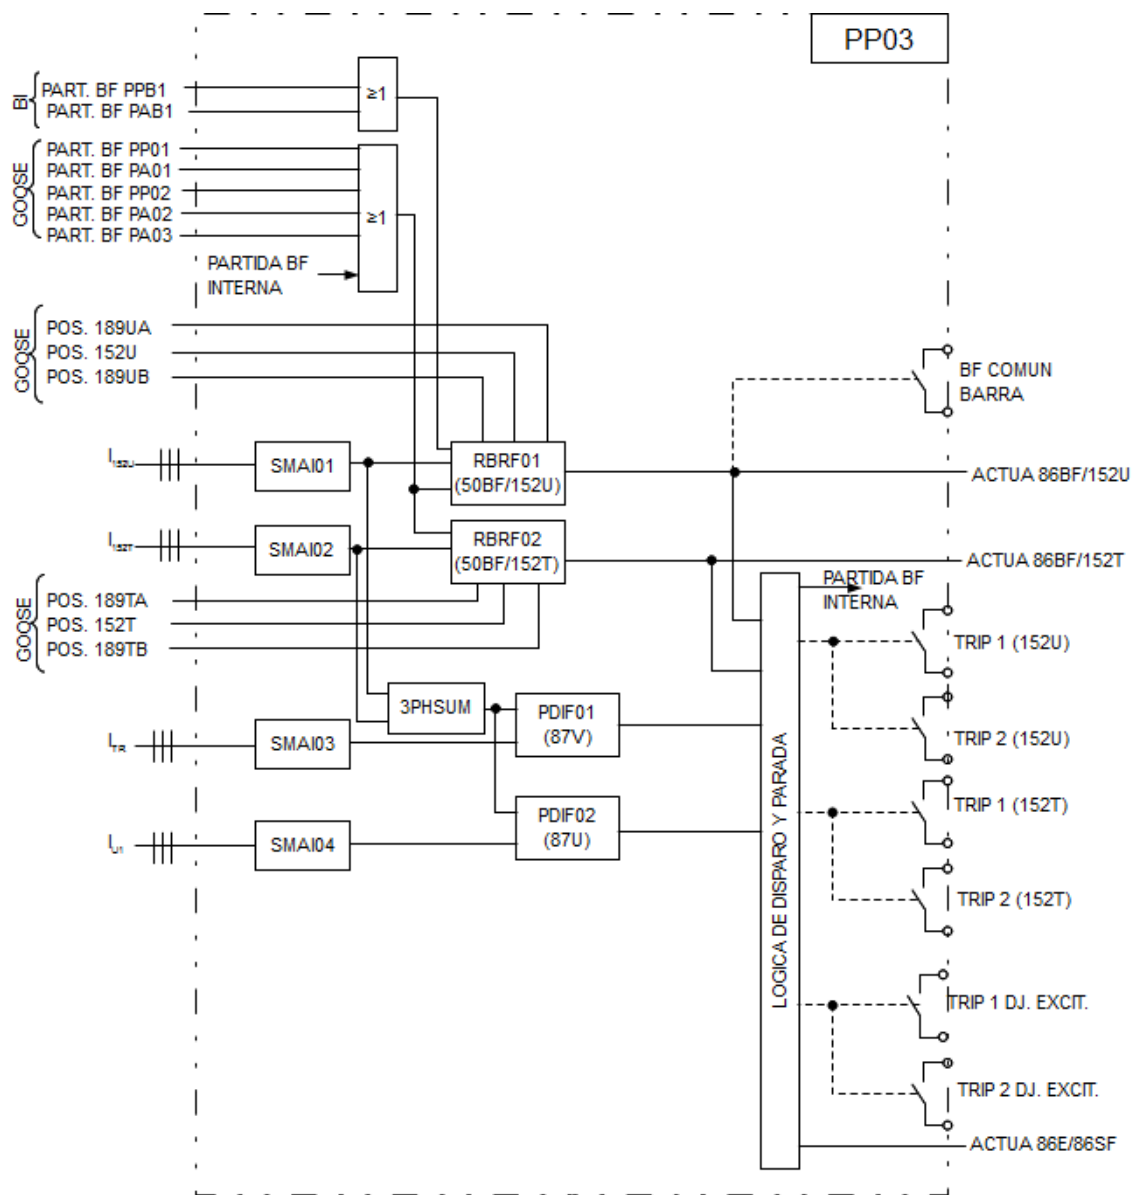 PP03
BI
PART. BF PPB1
PART. BF PAB1
≥1
GOOSE
PART. BF PP01
PART. BF PA01
PART. BF PP02
PART. BF PA02
PART. BF PA03
≥1
PARTIDA BF
INTERNA
GOOSE
POS. 189UA
POS. 152U
POS. 189UB
BF COMUN
BARRA
I152U
SMAI01
RBRF01
(50BF/152U)
ACTUA 86BF/152U
I152T
SMAI02
RBRF02
(50BF/152T)
ACTUA 86BF/152T
PARTIDA BF
INTERNA
GOOSE
POS. 189TA
POS. 152T
POS. 189TB
TRIP 1 (152U)
3PHSUM
PDIF01
(87V)
TRIP 2 (152U)
ITR
SMAI03
LOGICA DE DISPARO Y PARADA
TRIP 1 (152T)
PDIF02
(87U)
IU1
SMAI04
TRIP 2 (152T)
TRIP 1 DJ. EXCIT.
TRIP 2 DJ. EXCIT.
ACTUA 86E/86SF